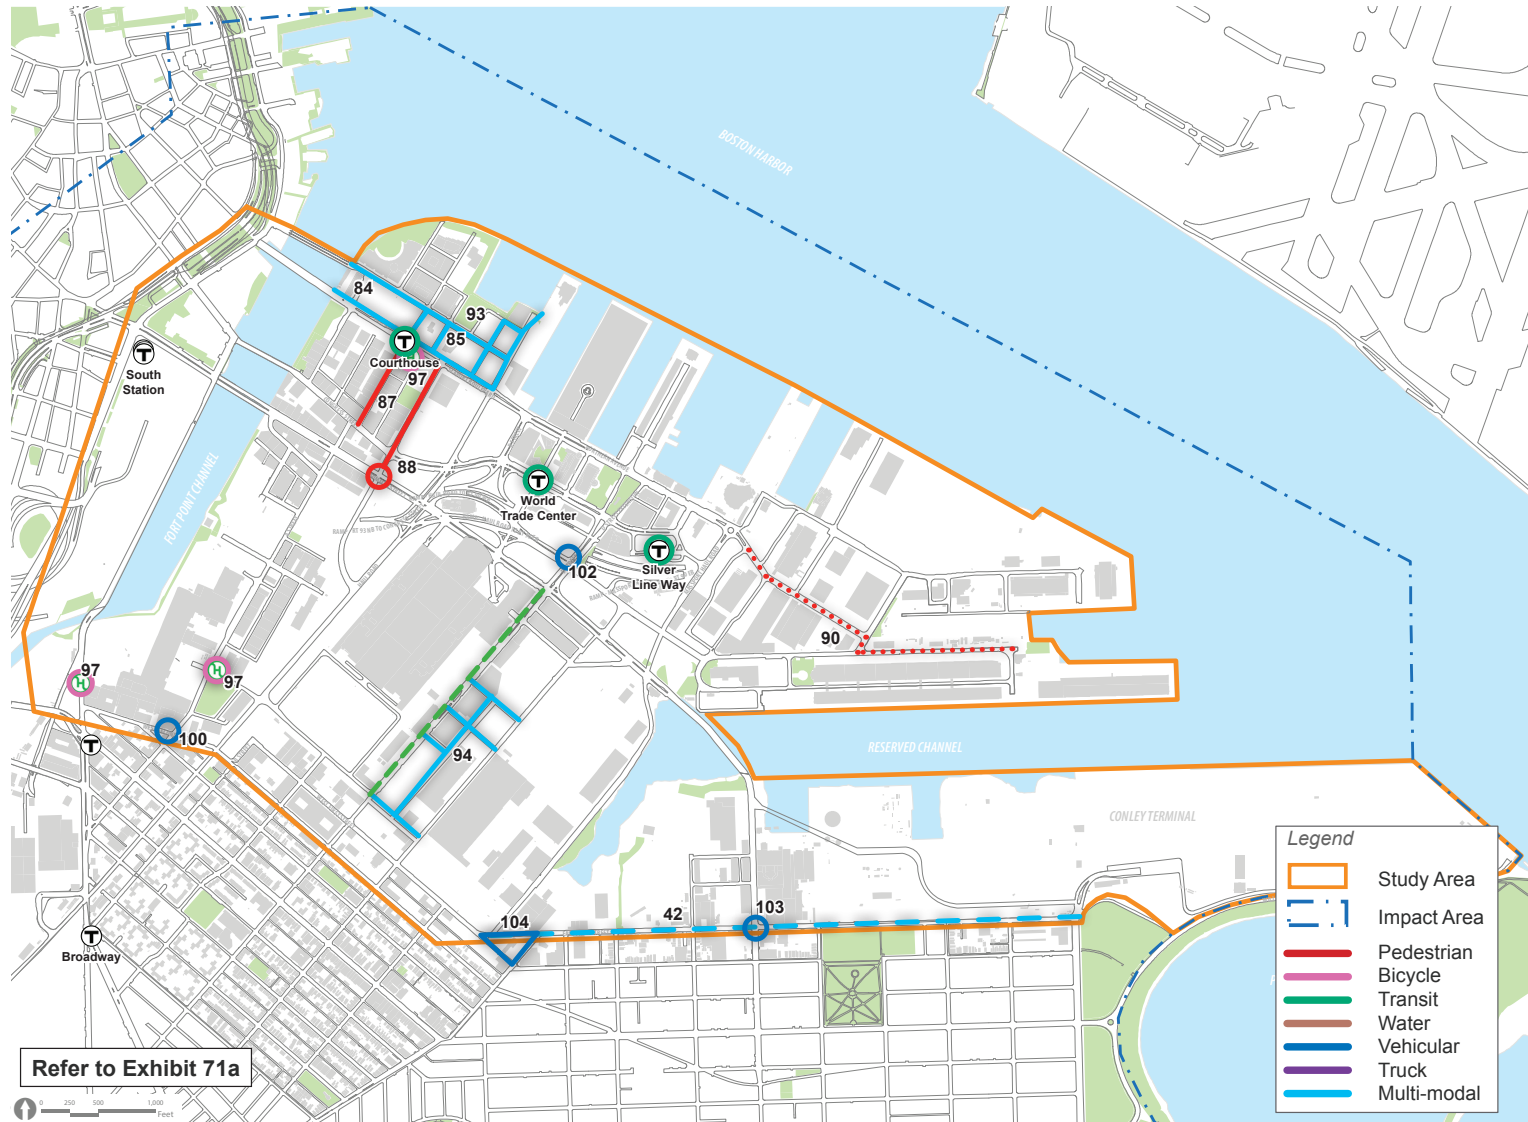 BOSTON HARBOR
84
93
85
Courthouse
97
87
88
South
Station
FORT POINT CHANNEL
World
Trade Center
102
Silver
Line Way
90
97
97
100
94
RESERVED CHANNEL
CONLEY TERMINAL
104
42
103
Broadway
T
T
T
T
T
T
Legend
Study Area
Impact Area
Pedestrian
Bicycle
Transit
Water
Vehicular
Truck
Multi-modal
Refer to Exhibit 71a
0 250 500 1,000
Feet